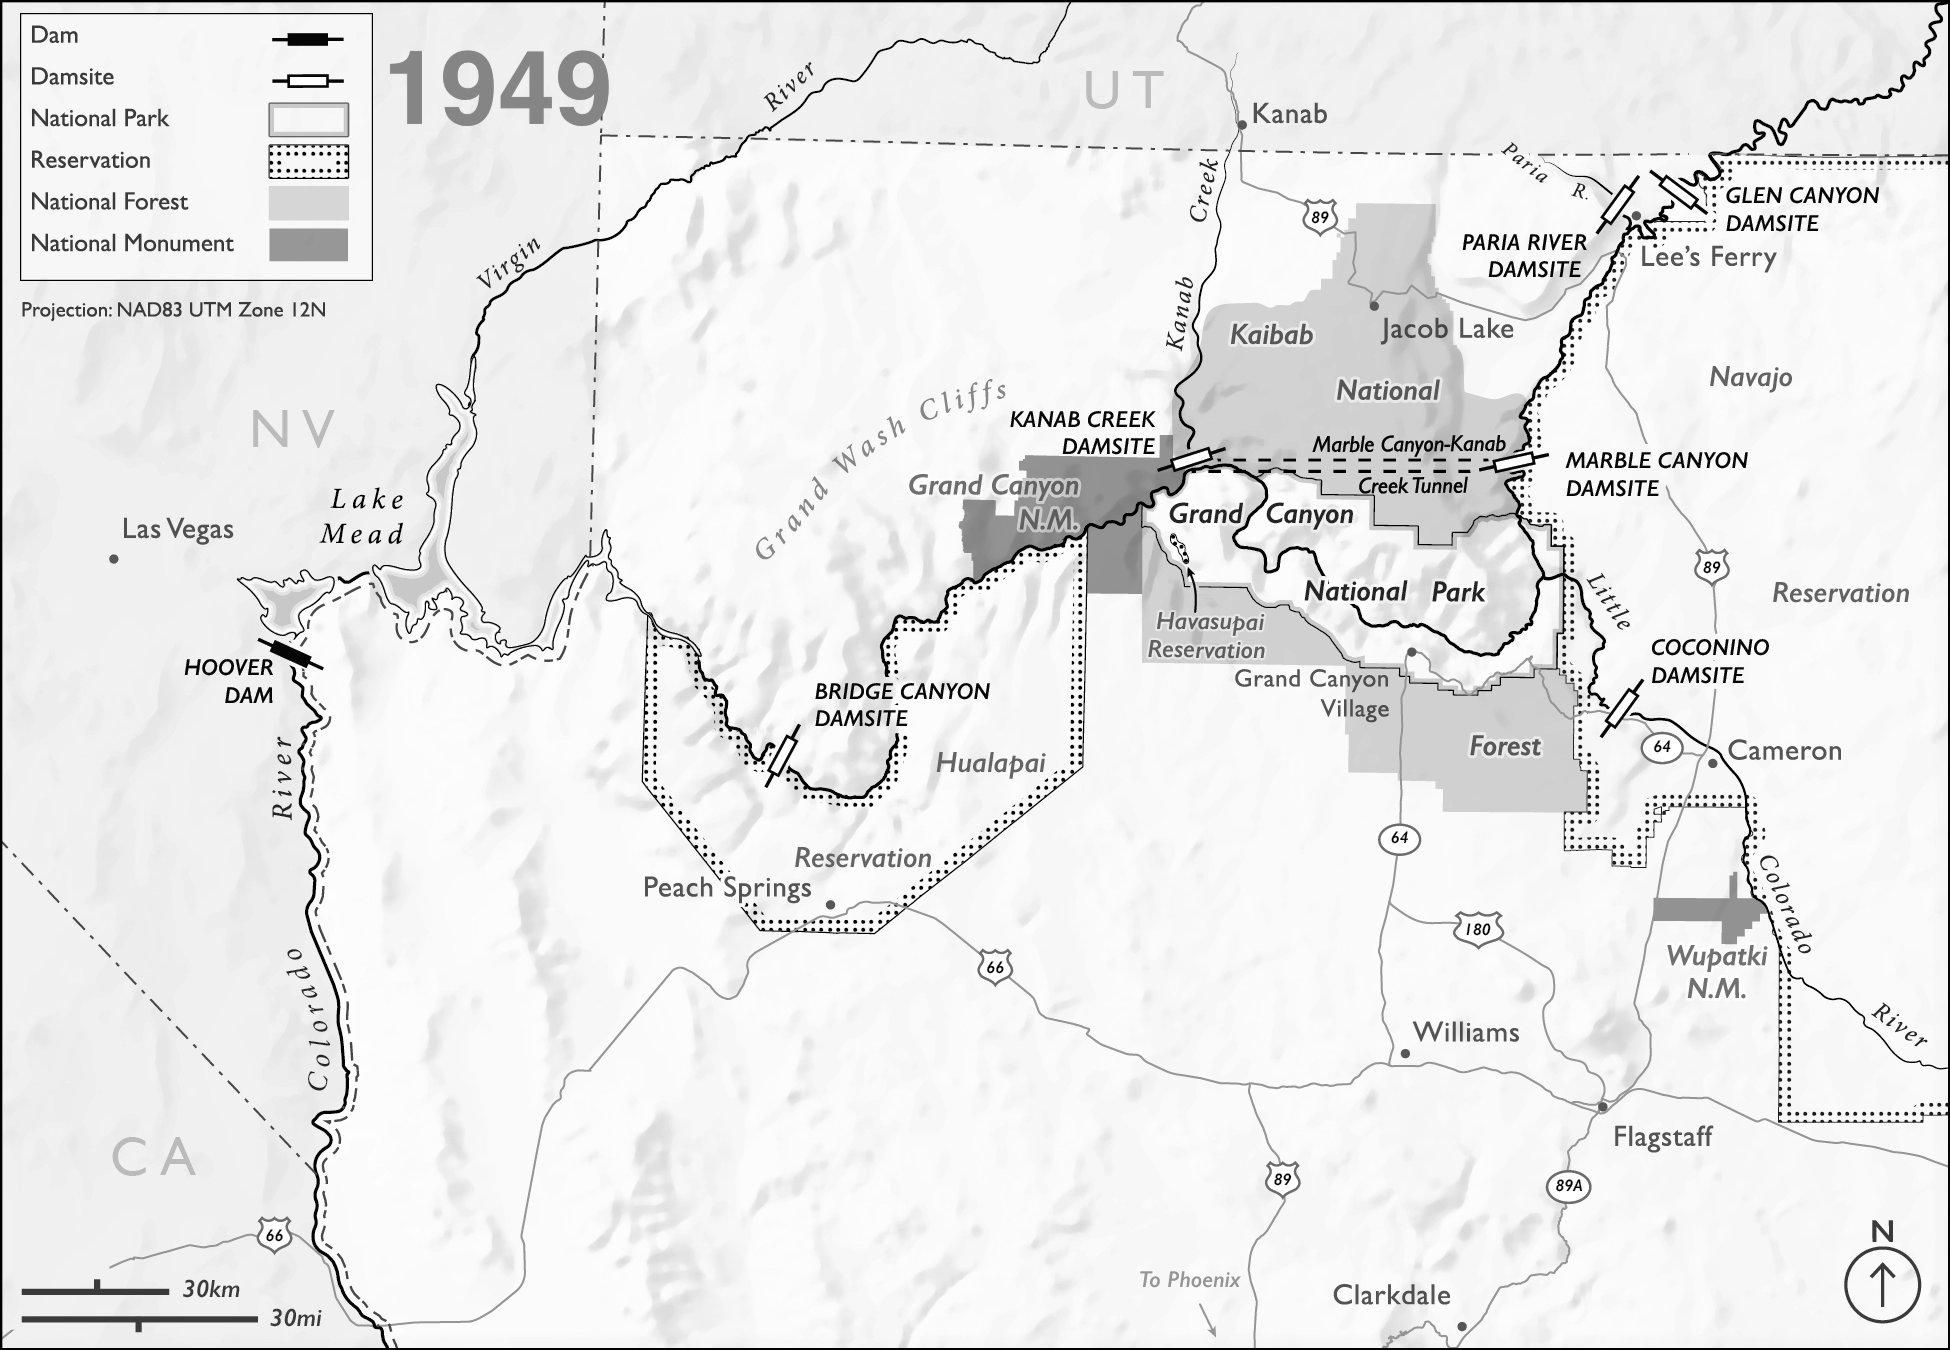 Dam
Damsite
National Park
Reservation
National Forest
National Monument
Projection: NAD83 UTM Zone 12N
1949
UT
NV
CA
Virgin River
Kanab
Kanab Creek
89
Paria R.
GLEN CANYON
DAMSITE
PARIA RIVER
DAMSITE
Lee's Ferry
Jacob Lake
Kaibab
National
Forest
Navajo
Reservation
Grand Wash Cliffs
KANAB CREEK
DAMSITE
Marble Canyon-Kanab
Creek Tunnel
MARBLE CANYON
DAMSITE
Grand Canyon
N.M.
Grand Canyon
National Park
Lake
Mead
Las Vegas
HOOVER
DAM
Havasupai
Reservation
Grand Canyon
Village
89
Little Colorado River
COCONINO
DAMSITE
64
Cameron
BRIDGE CANYON
DAMSITE
Hualapai
Reservation
Peach Springs
64
180
66
Wupatki
N.M.
Colorado River
Williams
Flagstaff
89
89A
66
To Phoenix
Clarkdale
30km
30mi
N